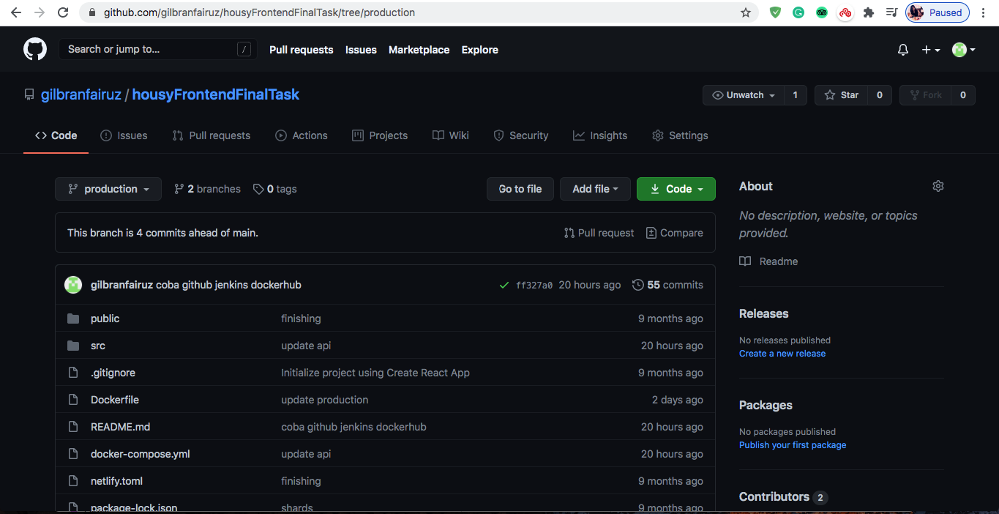 github.com/gilbranfairuz/housyFrontendFinalTask/tree/production
Paused
Search or jump to...
/
Pull requests
Issues
Marketplace
Explore
gilbranfairuz / housyFrontendFinalTask
Unwatch 1
Star 0
Fork 0
Code
Issues
Pull requests
Actions
Projects
Wiki
Security
Insights
Settings
production
2 branches
0 tags
Go to file
Add file
Code
This branch is 4 commits ahead of main.
Pull request
Compare
gilbranfairuz coba github jenkins dockerhub
ff327a0 20 hours ago
55 commits
public finishing 9 months ago
src update api 20 hours ago
.gitignore Initialize project using Create React App 9 months ago
Dockerfile update production 2 days ago
README.md coba github jenkins dockerhub 20 hours ago
docker-compose.yml update api 20 hours ago
netlify.toml finishing 9 months ago
package-lock.json shards 9 months ago
About
No description, website, or topics
provided.
Readme
Releases
No releases published
Create a new release
Packages
No packages published
Publish your first package
Contributors 2